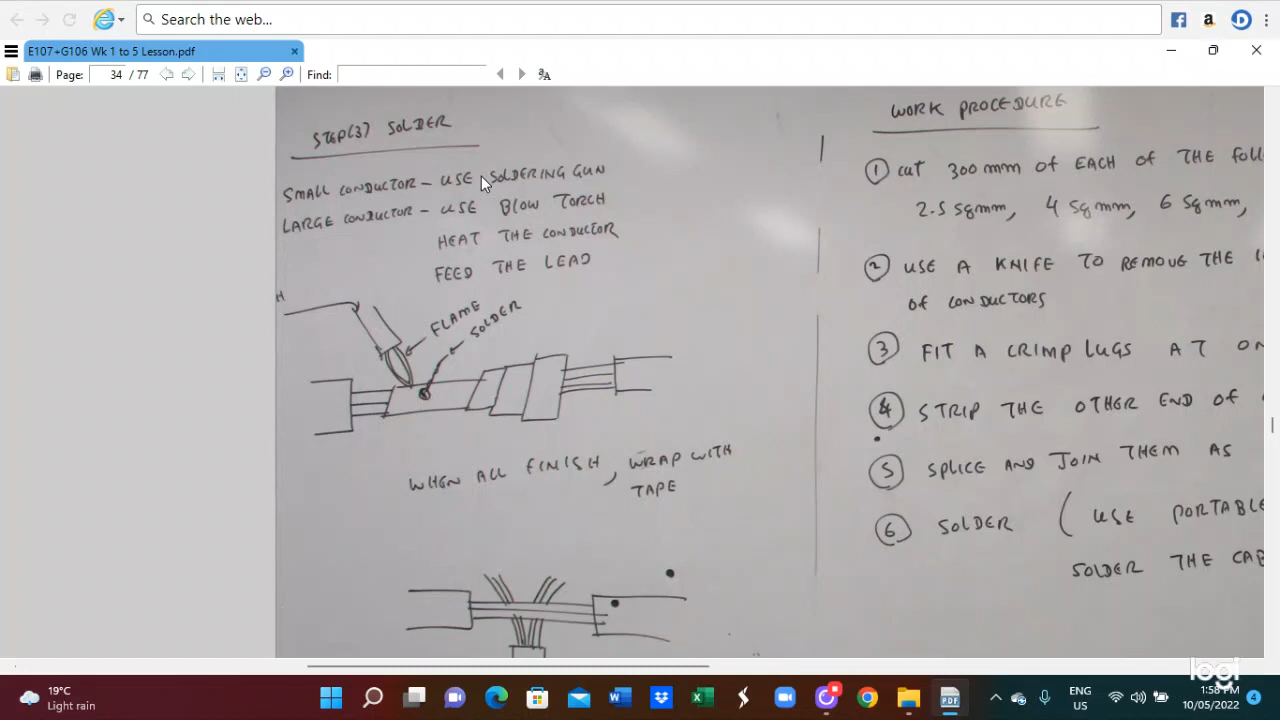 Search the web...
E107+G106 Wk 1 to 5 Lesson.pdf
Page: 34 / 77 Find:
STEP(3) SOLDER
SMALL CONDUCTOR - USE SOLDERING GUN
LARGE CONDUCTOR - USE BLOW TORCH
HEAT THE CONDUCTOR
FEED THE LEAD
H
FLAME
SOLDER
WHEN ALL FINISH, WRAP WITH
TAPE
WORK PROCEDURE
1 CUT 300 mm OF EACH OF THE FOLL
2.5 Sqmm, 4 Sqmm, 6 Sqmm,
2 USE A KNIFE TO REMOVE THE
OF CONDUCTORS
3 FIT A CRIMP LUGS AT ON
4 STRIP THE OTHER END OF
5 SPLICE AND JOIN THEM AS
6 SOLDER ( USE PORTABLE
SOLDER THE CAB
logi
19°C
Light rain
ENG
US
1:58 PM
10/05/2022
4